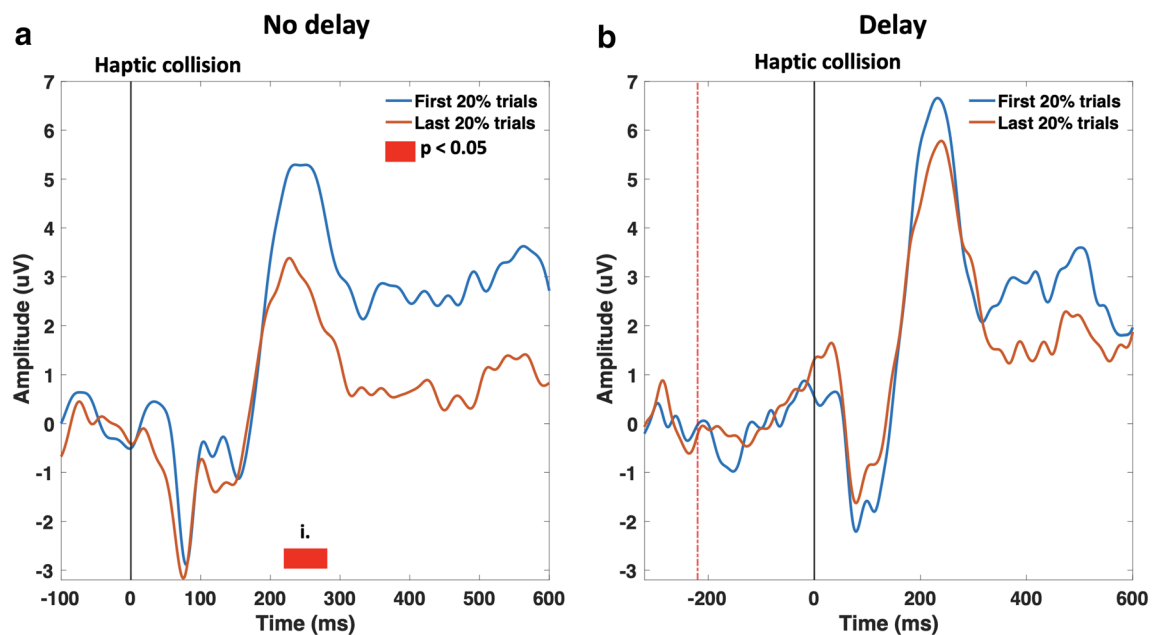 a
No delay
Haptic collision
7
6
5
4
3
2
1
0
-1
-2
-3
Amplitude (uV)
First 20% trials
Last 20% trials
p < 0.05
i.
-100
0
100
200
300
400
500
600
Time (ms)
b
Delay
Haptic collision
7
6
5
4
3
2
1
0
-1
-2
-3
Amplitude (uV)
First 20% trials
Last 20% trials
-200
0
200
400
600
Time (ms)